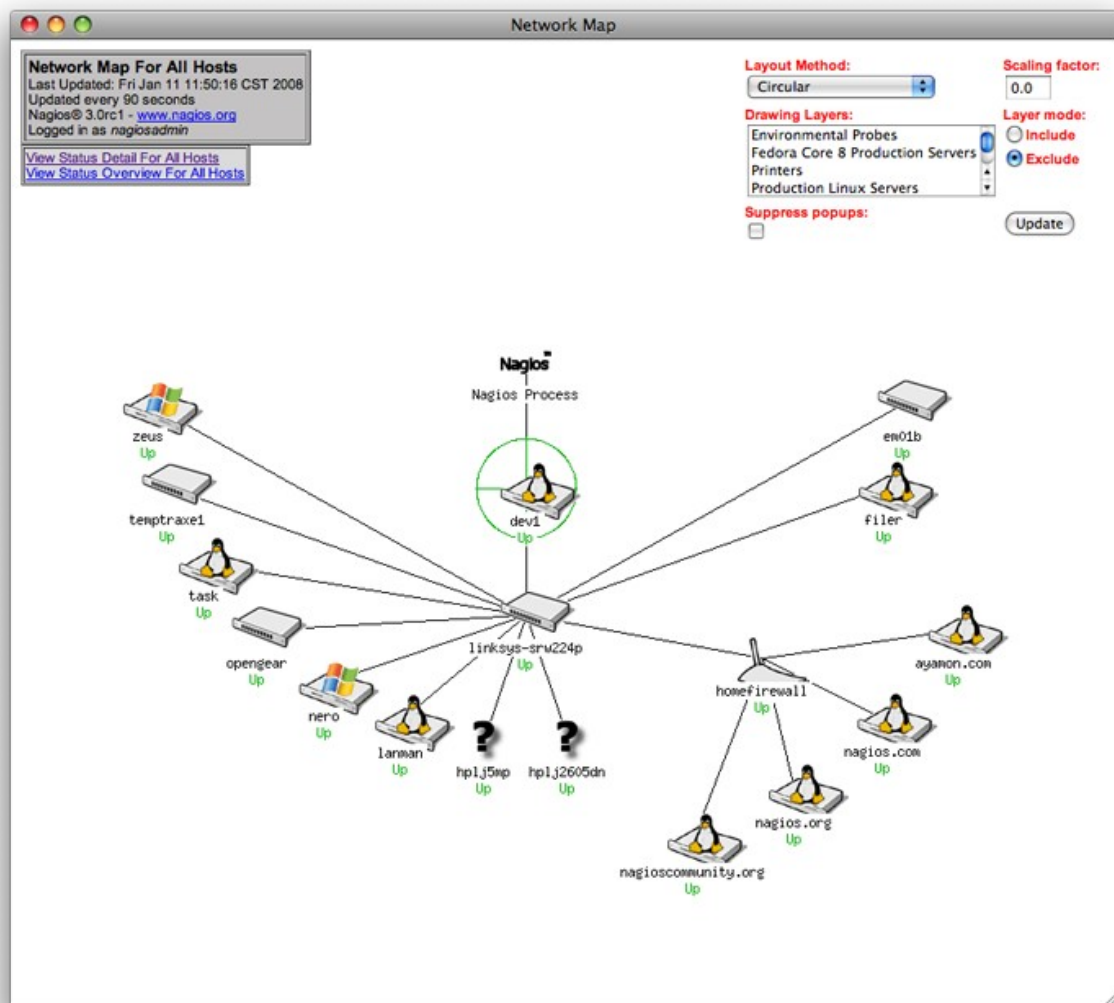 Network Map
Network Map For All Hosts
Last Updated: Fri Jan 11 11:50:16 CST 2008
Updated every 90 seconds
Nagios® 3.0rc1 - www.nagios.org
Logged in as nagiosadmin
View Status Detail For All Hosts
View Status Overview For All Hosts
Layout Method:
Circular
Scaling factor:
0.0
Drawing Layers:
Environmental Probes
Fedora Core 8 Production Servers
Printers
Production Linux Servers
Layer mode:
Include
Exclude
Suppress popups:
Update
Nagios™
Nagios Process
zeus
Up
em01b
Up
temptraxe1
Up
dev1
Up
filer
Up
task
Up
opengear
Up
linksys-srw224p
Up
ayamon.com
Up
nero
Up
homefirewall
Up
lanman
Up
nagios.com
Up
hplj5mp
Up
hplj2605dn
Up
nagios.org
Up
nagioscommunity.org
Up